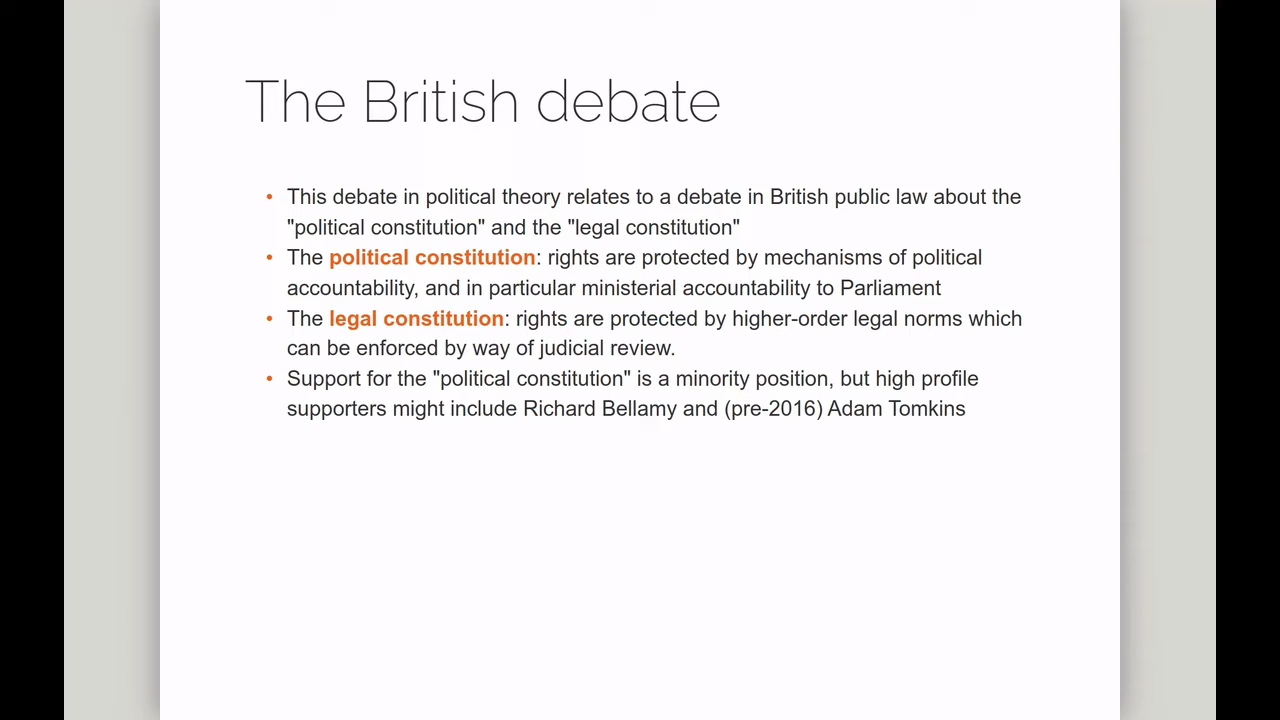 The British debate
• This debate in political theory relates to a debate in British public law about the
"political constitution" and the "legal constitution"
• The political constitution: rights are protected by mechanisms of political
accountability, and in particular ministerial accountability to Parliament
• The legal constitution: rights are protected by higher-order legal norms which
can be enforced by way of judicial review.
• Support for the "political constitution" is a minority position, but high profile
supporters might include Richard Bellamy and (pre-2016) Adam Tomkins